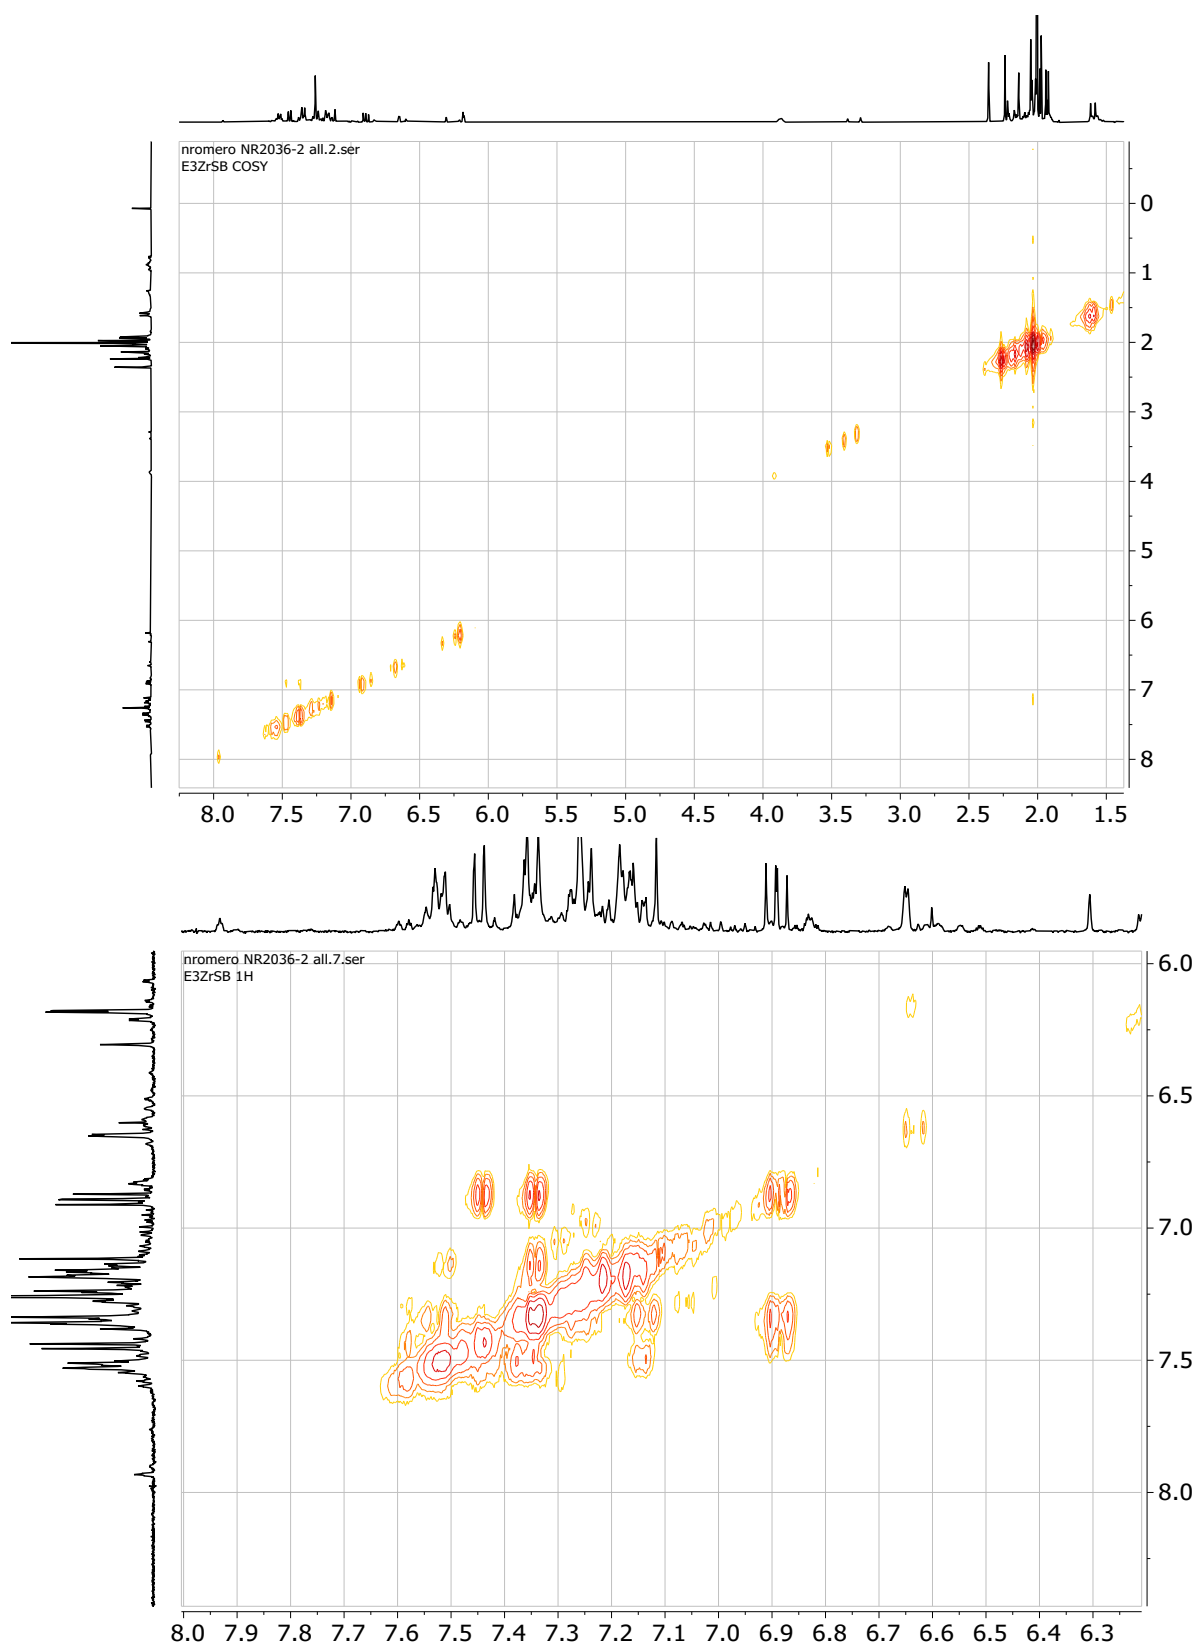 nromero NR2036-2 all.2.ser
E3ZrSB COSY
0
1
2
3
4
5
6
7
8
8.0 7.5 7.0 6.5 6.0 5.5 5.0 4.5 4.0 3.5 3.0 2.5 2.0 1.5
nromero NR2036-2 all.7.ser
E3ZrSB 1H
6.0
6.5
7.0
7.5
8.0
8.0 7.9 7.8 7.7 7.6 7.5 7.4 7.3 7.2 7.1 7.0 6.9 6.8 6.7 6.6 6.5 6.4 6.3